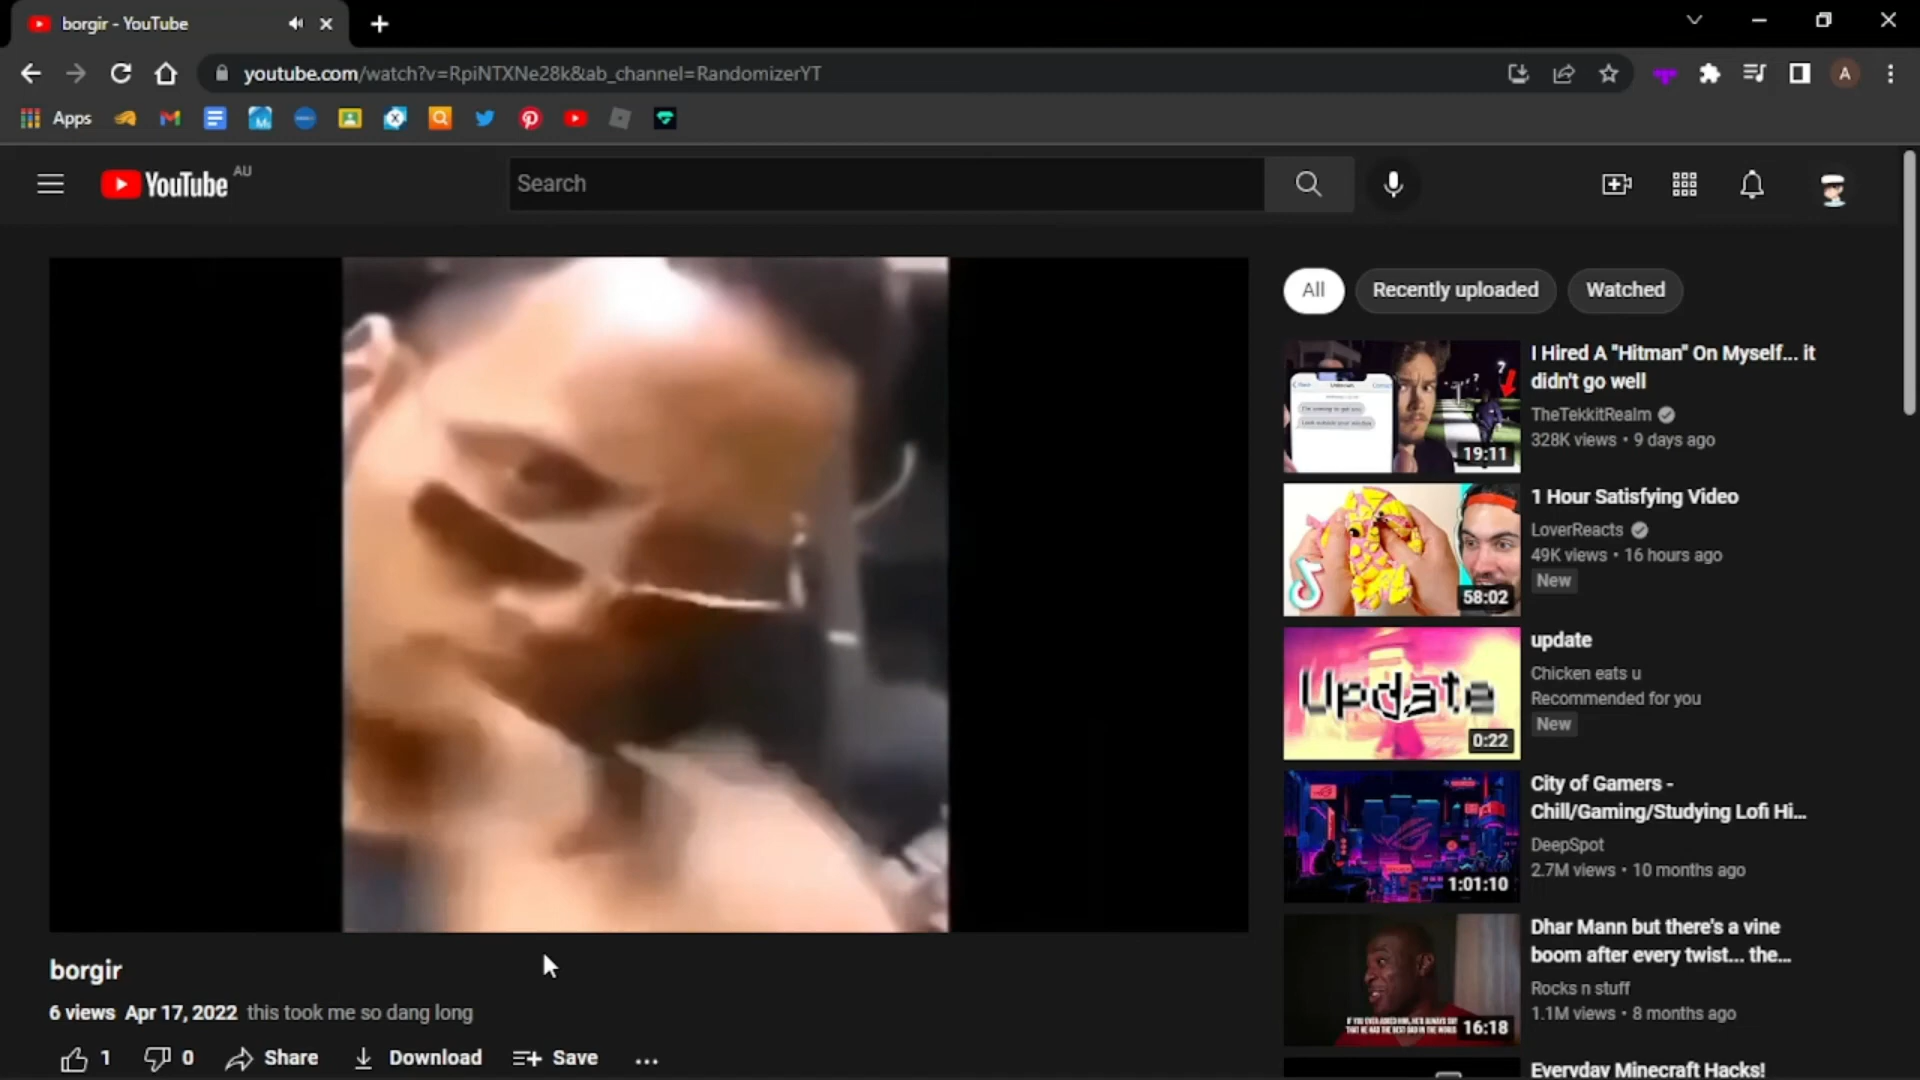 borgir - YouTube
youtube.com/watch?v=RpiNTXNe28k&ab_channel=RandomizerYT
A
Apps
YouTube AU
Search
All
Recently uploaded
Watched
I Hired A "Hitman" On Myself... it
didn't go well
TheTekkitRealm
328K views • 9 days ago
19:11
1 Hour Satisfying Video
LoverReacts
49K views • 16 hours ago
New
58:02
update
Chicken eats u
Recommended for you
New
Update
0:22
City of Gamers -
Chill/Gaming/Studying Lofi Hi...
DeepSpot
2.7M views • 10 months ago
1:01:10
Dhar Mann but there's a vine
boom after every twist... the...
Rocks n stuff
1.1M views • 8 months ago
16:18
Everyday Minecraft Hacks!
borgir
6 views Apr 17, 2022 this took me so dang long
1
0
Share
Download
Save